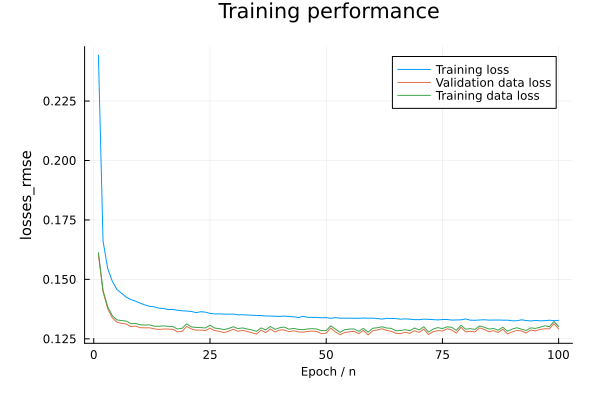 Training performance
Training loss
Validation data loss
Training data loss
losses_rmse
0.225
0.200
0.175
0.150
0.125
0
25
50
75
100
Epoch / n